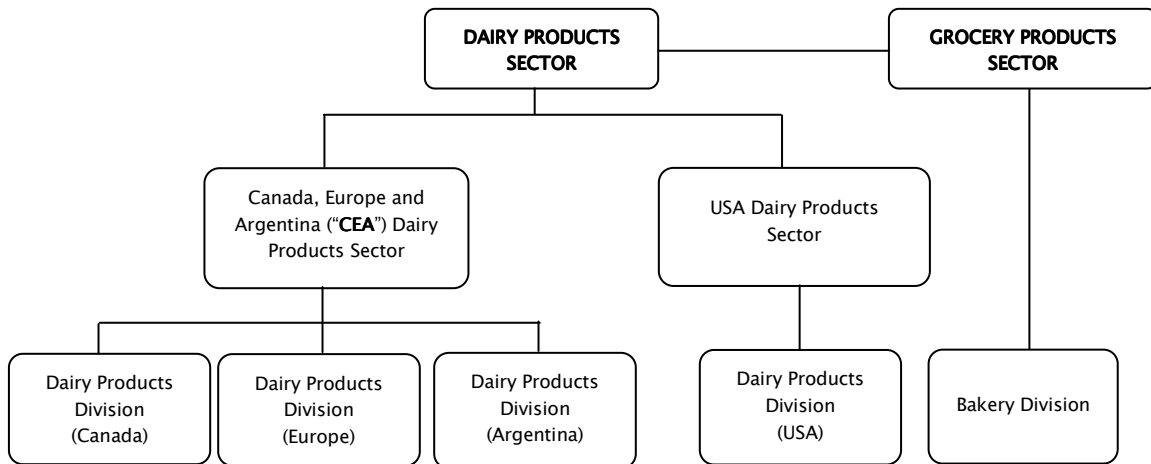 DAIRY PRODUCTS
SECTOR
GROCERY PRODUCTS
SECTOR
Canada, Europe and
Argentina (“CEA”) Dairy
Products Sector
USA Dairy Products
Sector
Dairy Products
Division
(Canada)
Dairy Products
Division
(Europe)
Dairy Products
Division
(Argentina)
Dairy Products
Division
(USA)
Bakery Division